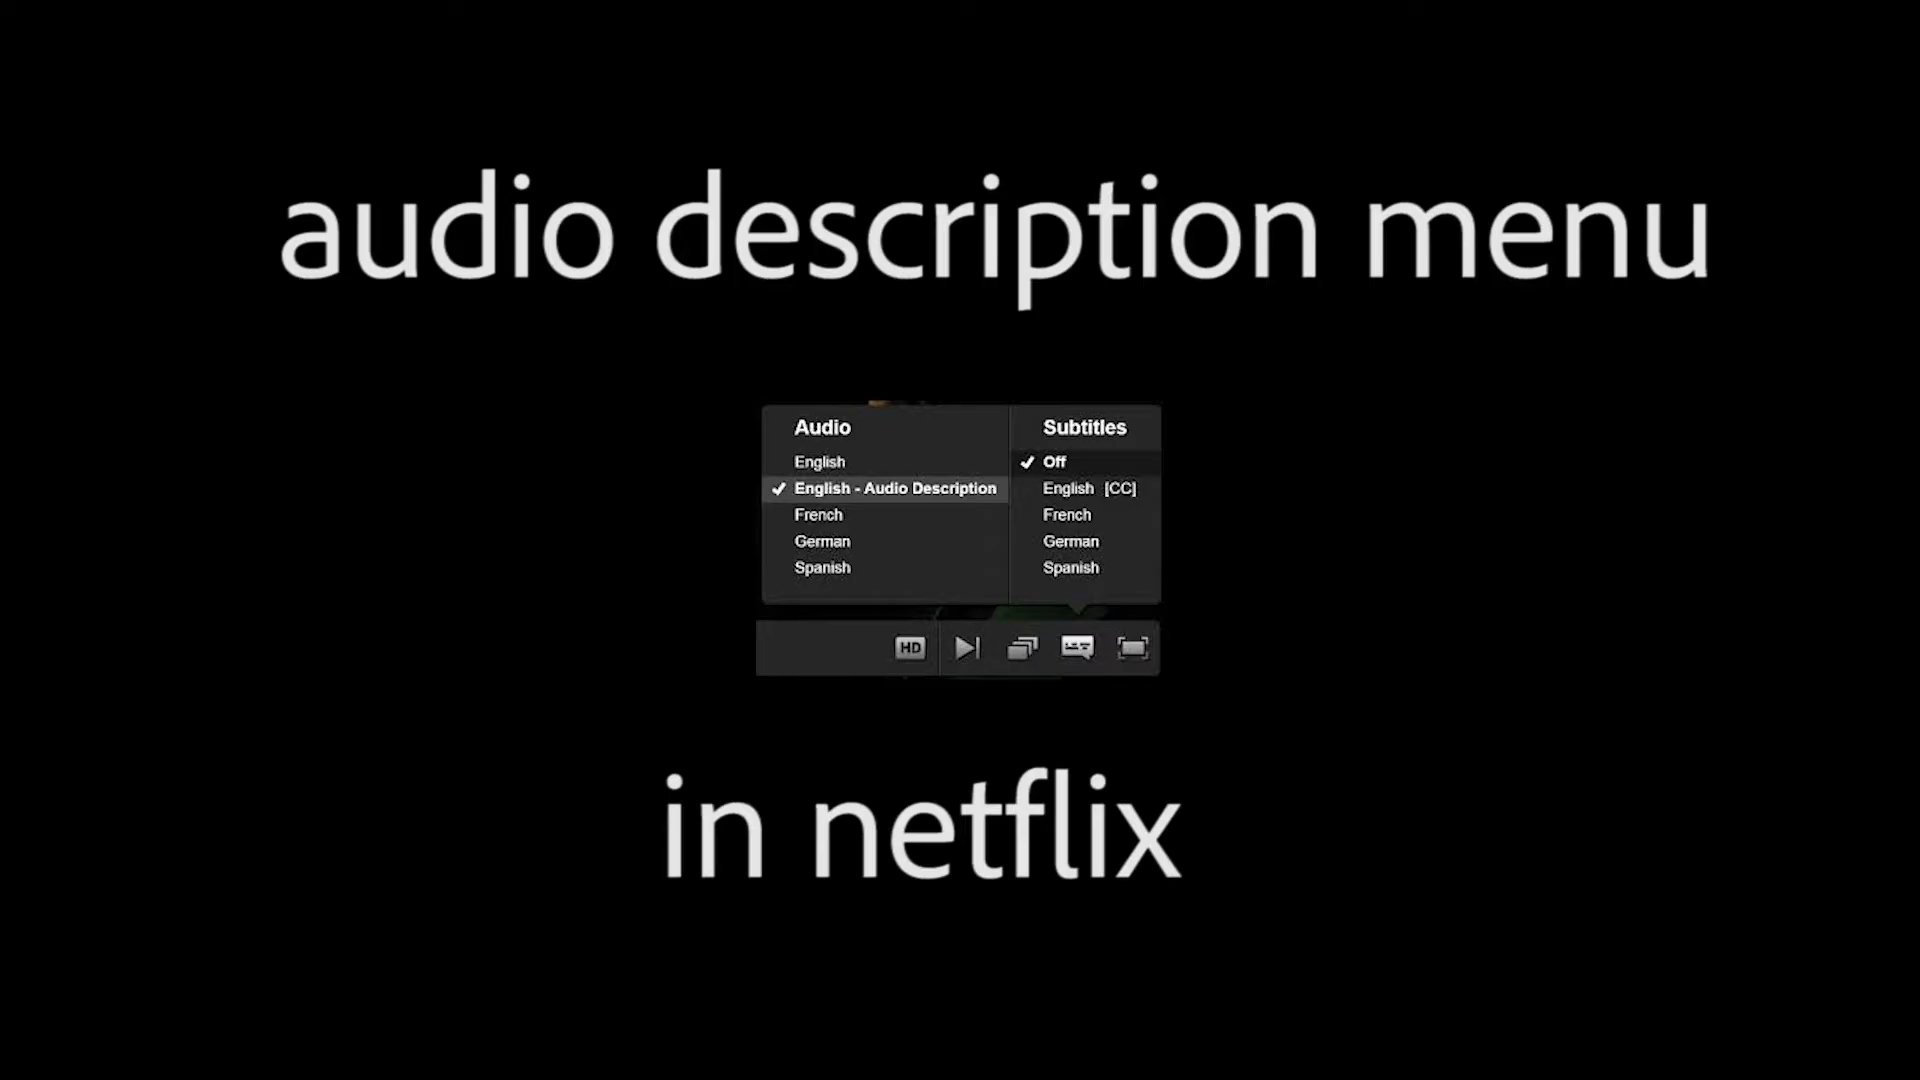 audio description menu
Audio
English
English - Audio Description
French
German
Spanish
Subtitles
Off
English [CC]
French
German
Spanish
HD
in netflix